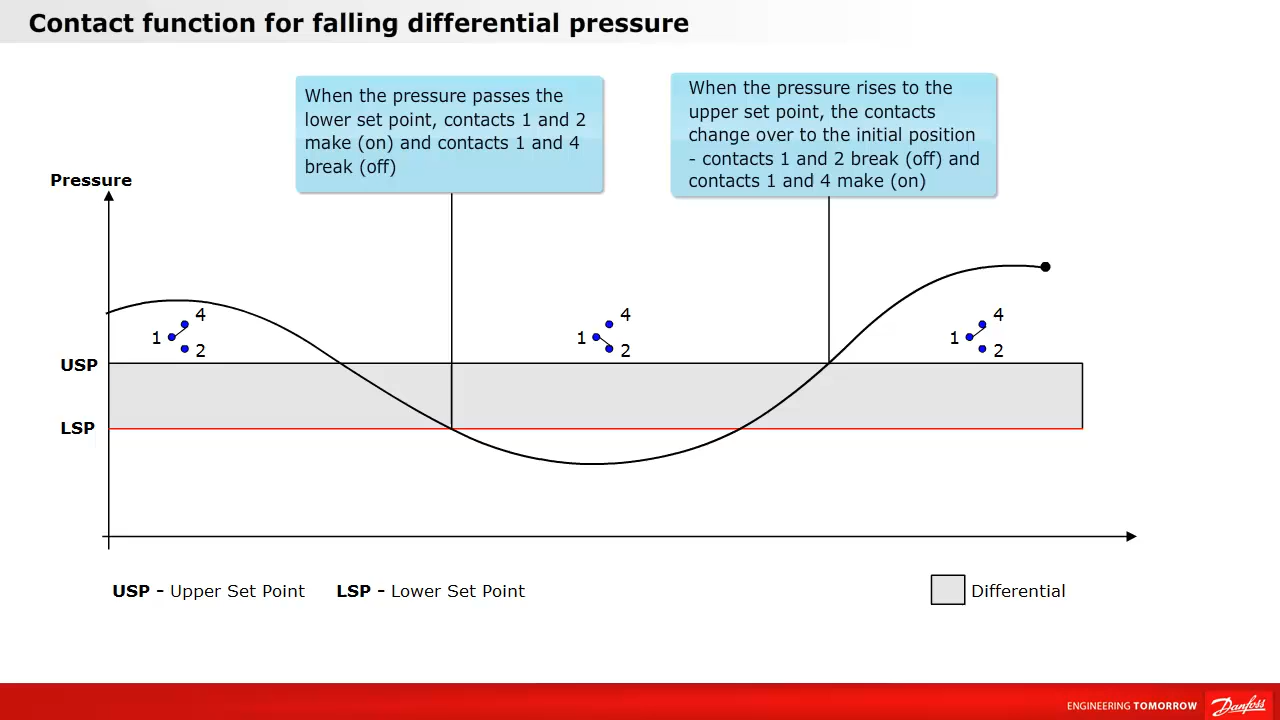 Contact function for falling differential pressure
When the pressure passes the
lower set point, contacts 1 and 2
make (on) and contacts 1 and 4
break (off)
When the pressure rises to the
upper set point, the contacts
change over to the initial position
- contacts 1 and 2 break (off) and
contacts 1 and 4 make (on)
Pressure
4
1
2
4
1
2
4
1
2
USP
LSP
USP - Upper Set Point
LSP - Lower Set Point
Differential
ENGINEERING TOMORROW
Danfoss